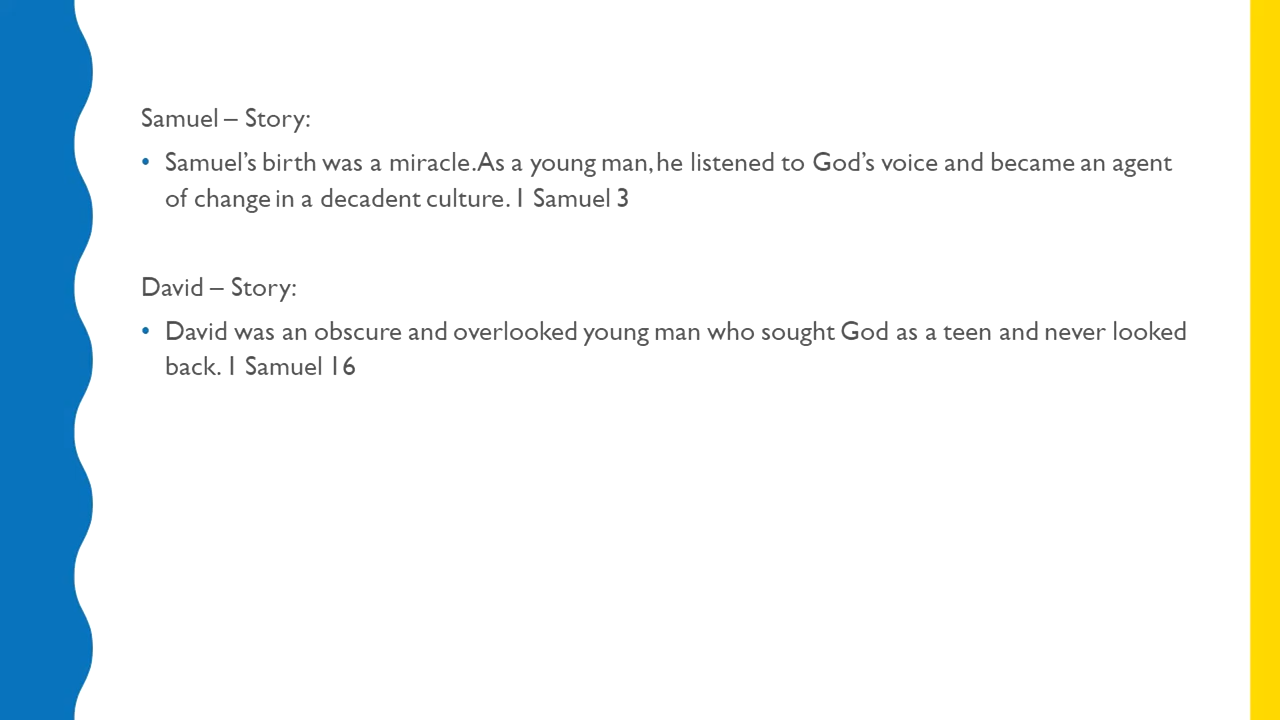 Samuel – Story:
• Samuel’s birth was a miracle. As a young man, he listened to God’s voice and became an agent
of change in a decadent culture. 1 Samuel 3
David – Story:
• David was an obscure and overlooked young man who sought God as a teen and never looked
back. 1 Samuel 16